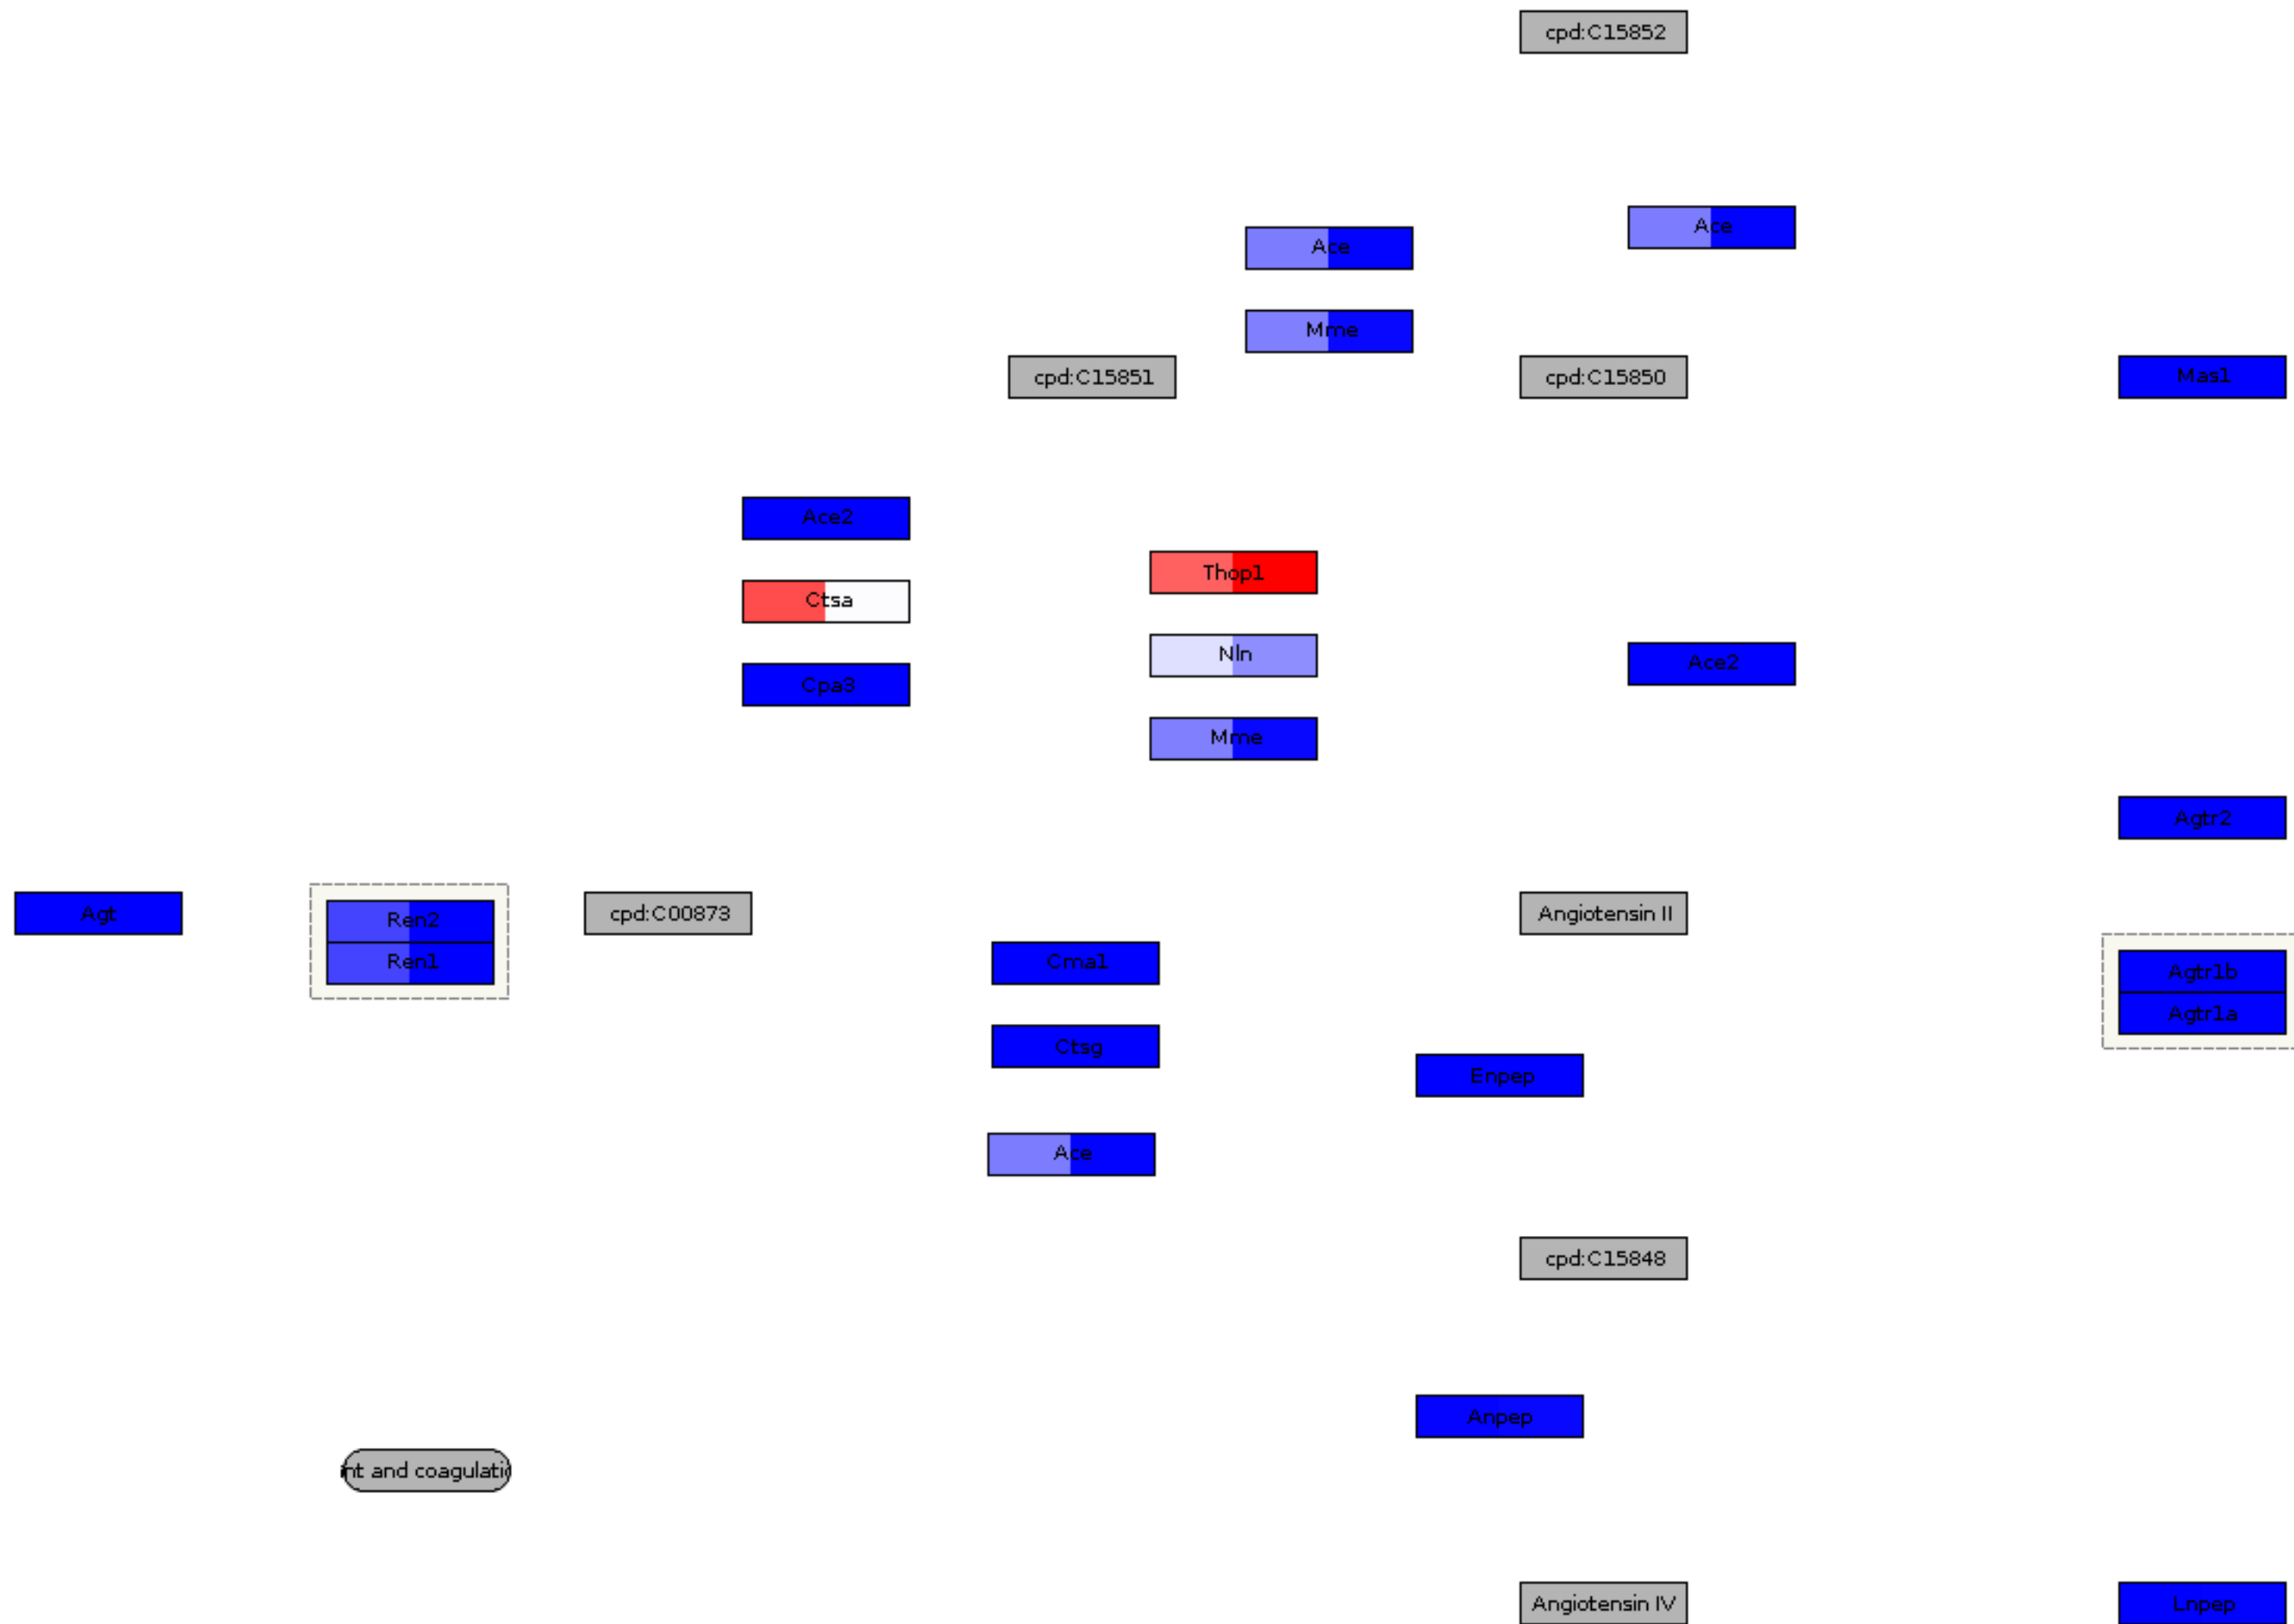 cpd:C15852
Ace
Ace
Mme
cpd:C15851
cpd:C15850
Mas1
Ace2
Thop1
Ctsa
Nln
Ace2
Cpa3
Mme
Agtr2
Agt
Ren2
cpd:C00873
Angiotensin II
Ren1
Cma1
Agtr1b
Agtr1a
Ctsg
Enpep
Ace
cpd:C15848
Anpep
nt and coagulatio
Angiotensin IV
Lnpep